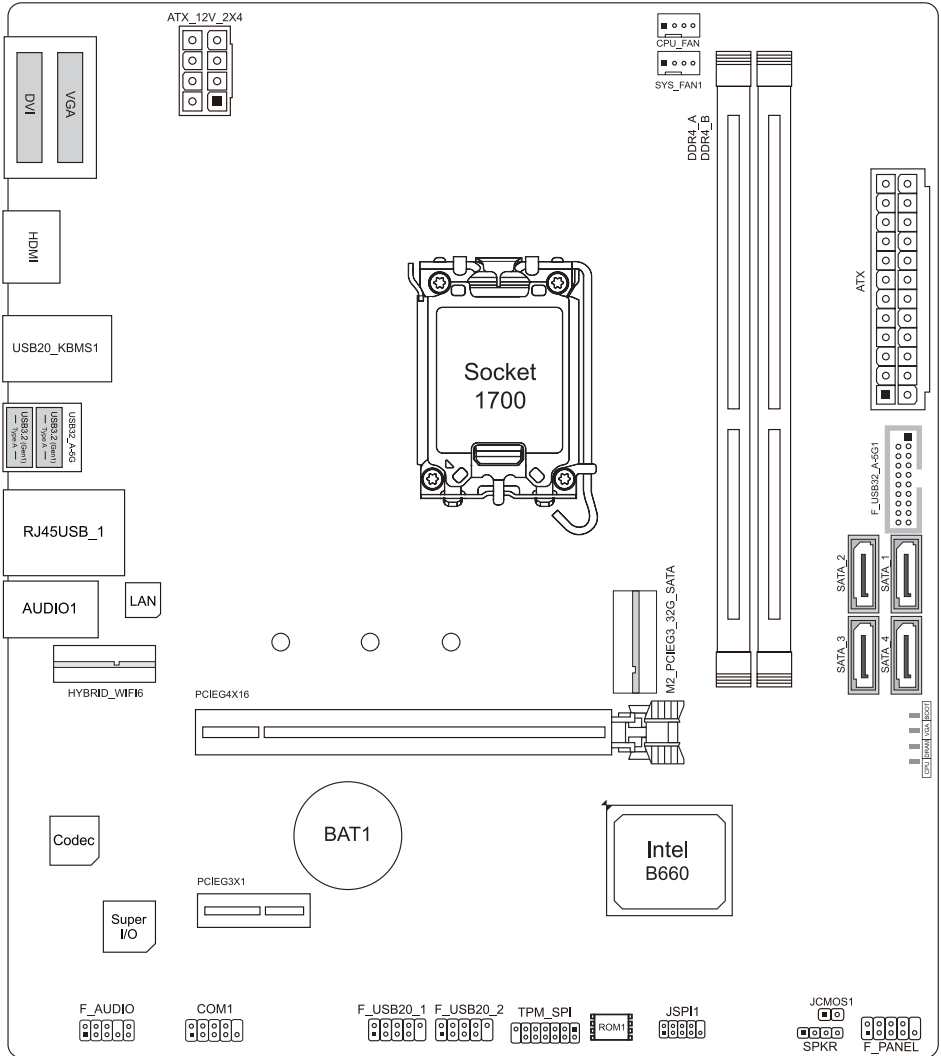 ATX_12V_2X4
CPU_FAN
SYS_FAN1
DVI
VGA
DDR4_A
DDR4_B
HDMI
ATX
USB20_KBMS1
Socket
1700
USB32_A-5G
USB3.2 (Gen1)
Type A
USB3.2 (Gen1)
Type A
F_USB32_A-5G1
RJ45USB_1
SATA_2
SATA_1
LAN
AUDIO1
M2_PCIEG3_32G_SATA
SATA_3
SATA_4
HYBRID_WIFI6
PCIEG4X16
CPU
DRAM
VGA
BOOT
BAT1
Codec
Intel
B660
PCIEG3X1
Super
I/O
F_AUDIO
COM1
F_USB20_1
F_USB20_2
TPM_SPI
ROM1
JSPI1
JCMOS1
SPKR
F_PANEL